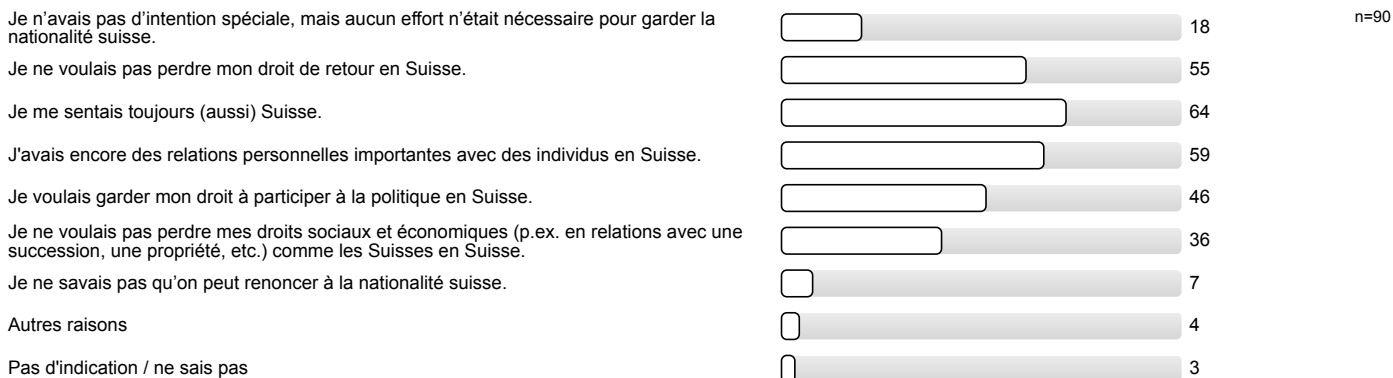 Je n’avais pas d’intention spéciale, mais aucun effort n’était nécessaire pour garder la
nationalité suisse.
18
n=90
Je ne voulais pas perdre mon droit de retour en Suisse.
55
Je me sentais toujours (aussi) Suisse.
64
J'avais encore des relations personnelles importantes avec des individus en Suisse.
59
Je voulais garder mon droit à participer à la politique en Suisse.
46
Je ne voulais pas perdre mes droits sociaux et économiques (p.ex. en relations avec une
succession, une propriété, etc.) comme les Suisses en Suisse.
36
Je ne savais pas qu’on peut renoncer à la nationalité suisse.
7
Autres raisons
4
Pas d'indication / ne sais pas
3